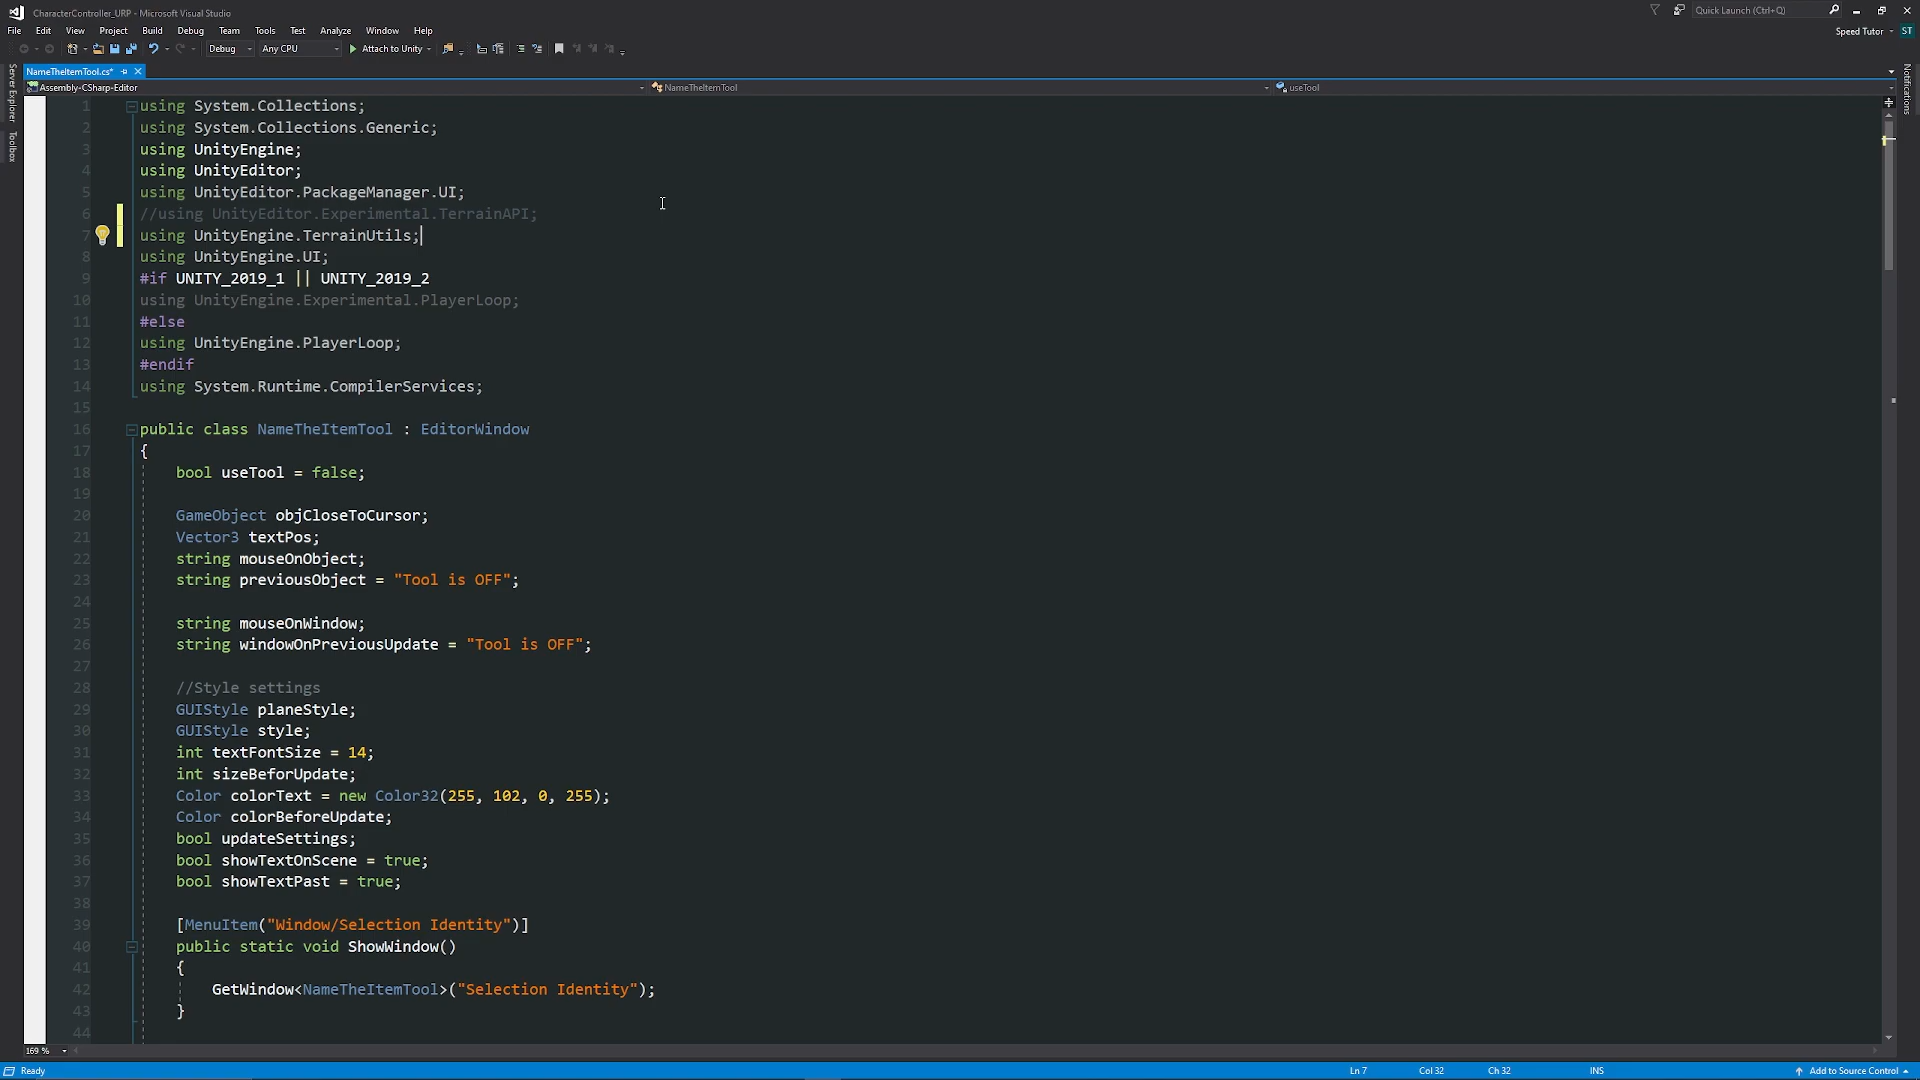 CharacterController_URP - Microsoft Visual Studio
Quick Launch (Ctrl+Q)
File Edit View Project Build Debug Team Tools Test Analyze Window Help
Speed Tutor ST
Debug Any CPU Attach to Unity
Server Explorer
Toolbox
Notifications
NameTheItemTool.cs*
Assembly-CSharp-Editor NameTheItemTool useTool
1 using System.Collections;
2 using System.Collections.Generic;
3 using UnityEngine;
4 using UnityEditor;
5 using UnityEditor.PackageManager.UI;
6 //using UnityEditor.Experimental.TerrainAPI;
7 using UnityEngine.TerrainUtils;
8 using UnityEngine.UI;
9 #if UNITY_2019_1 || UNITY_2019_2
10 using UnityEngine.Experimental.PlayerLoop;
11 #else
12 using UnityEngine.PlayerLoop;
13 #endif
14 using System.Runtime.CompilerServices;
15
16 public class NameTheItemTool : EditorWindow
17 {
18 bool useTool = false;
19
20 GameObject objCloseToCursor;
21 Vector3 textPos;
22 string mouseOnObject;
23 string previousObject = "Tool is OFF";
24
25 string mouseOnWindow;
26 string windowOnPreviousUpdate = "Tool is OFF";
27
28 //Style settings
29 GUIStyle planeStyle;
30 GUIStyle style;
31 int textFontSize = 14;
32 int sizeBeforUpdate;
33 Color colorText = new Color32(255, 102, 0, 255);
34 Color colorBeforeUpdate;
35 bool updateSettings;
36 bool showTextOnScene = true;
37 bool showTextPast = true;
38
39 [MenuItem("Window/Selection Identity")]
40 public static void ShowWindow()
41 {
42 GetWindow<NameTheItemTool>("Selection Identity");
43 }
44
169 %
Ready Ln 7 Col 32 Ch 32 INS Add to Source Control